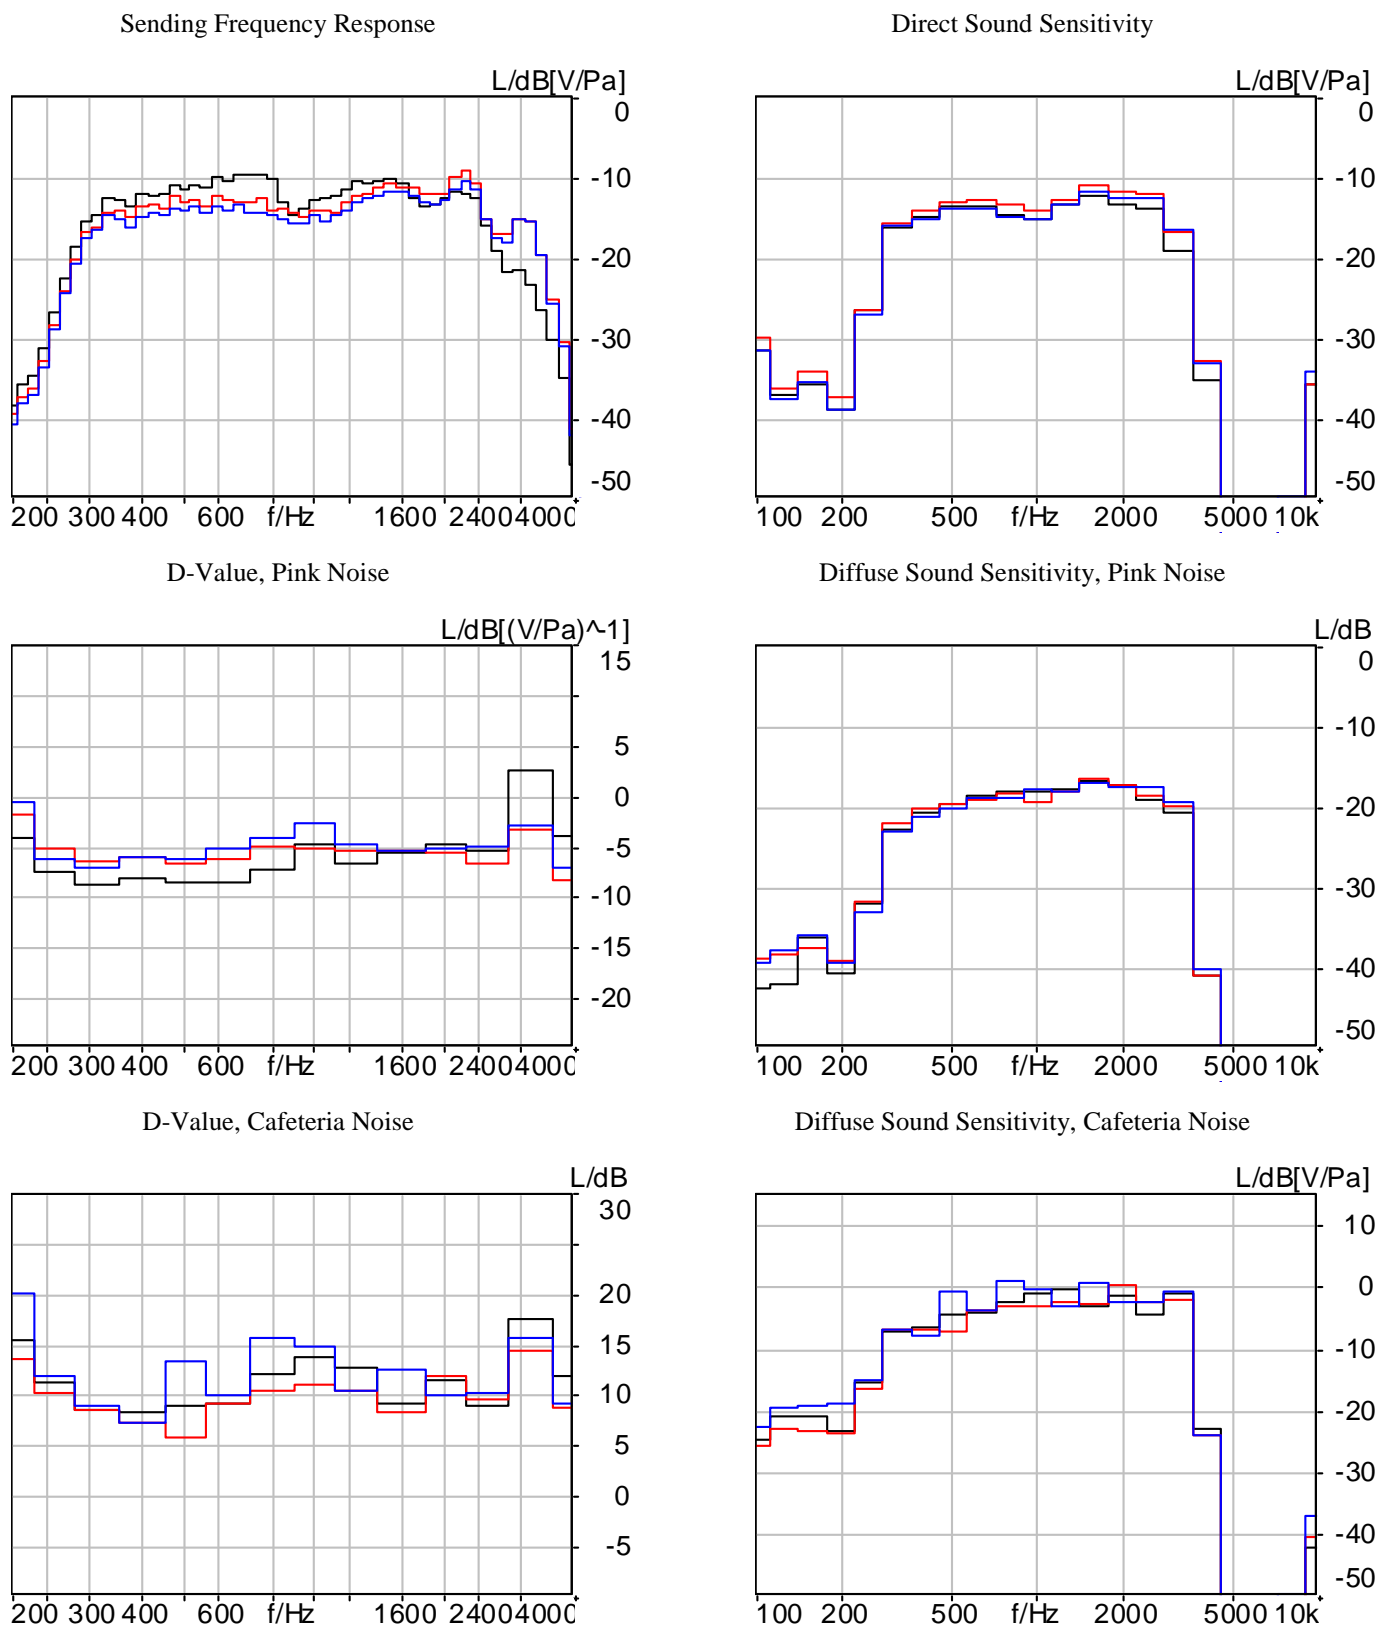 Sending Frequency Response
L/dB[V/Pa]
0
-10
-20
-30
-40
-50
200 300 400 600 f/Hz 1600 2400 4000
Direct Sound Sensitivity
L/dB[V/Pa]
0
-10
-20
-30
-40
-50
100 200 500 f/Hz 2000 5000 10k
D-Value, Pink Noise
L/dB[(V/Pa)^-1]
15
5
0
-5
-10
-15
-20
200 300 400 600 f/Hz 1600 2400 4000
Diffuse Sound Sensitivity, Pink Noise
L/dB
0
-10
-20
-30
-40
-50
100 200 500 f/Hz 2000 5000 10k
D-Value, Cafeteria Noise
L/dB
30
20
15
10
5
0
-5
200 300 400 600 f/Hz 1600 2400 4000
Diffuse Sound Sensitivity, Cafeteria Noise
L/dB[V/Pa]
10
0
-10
-20
-30
-40
-50
100 200 500 f/Hz 2000 5000 10k